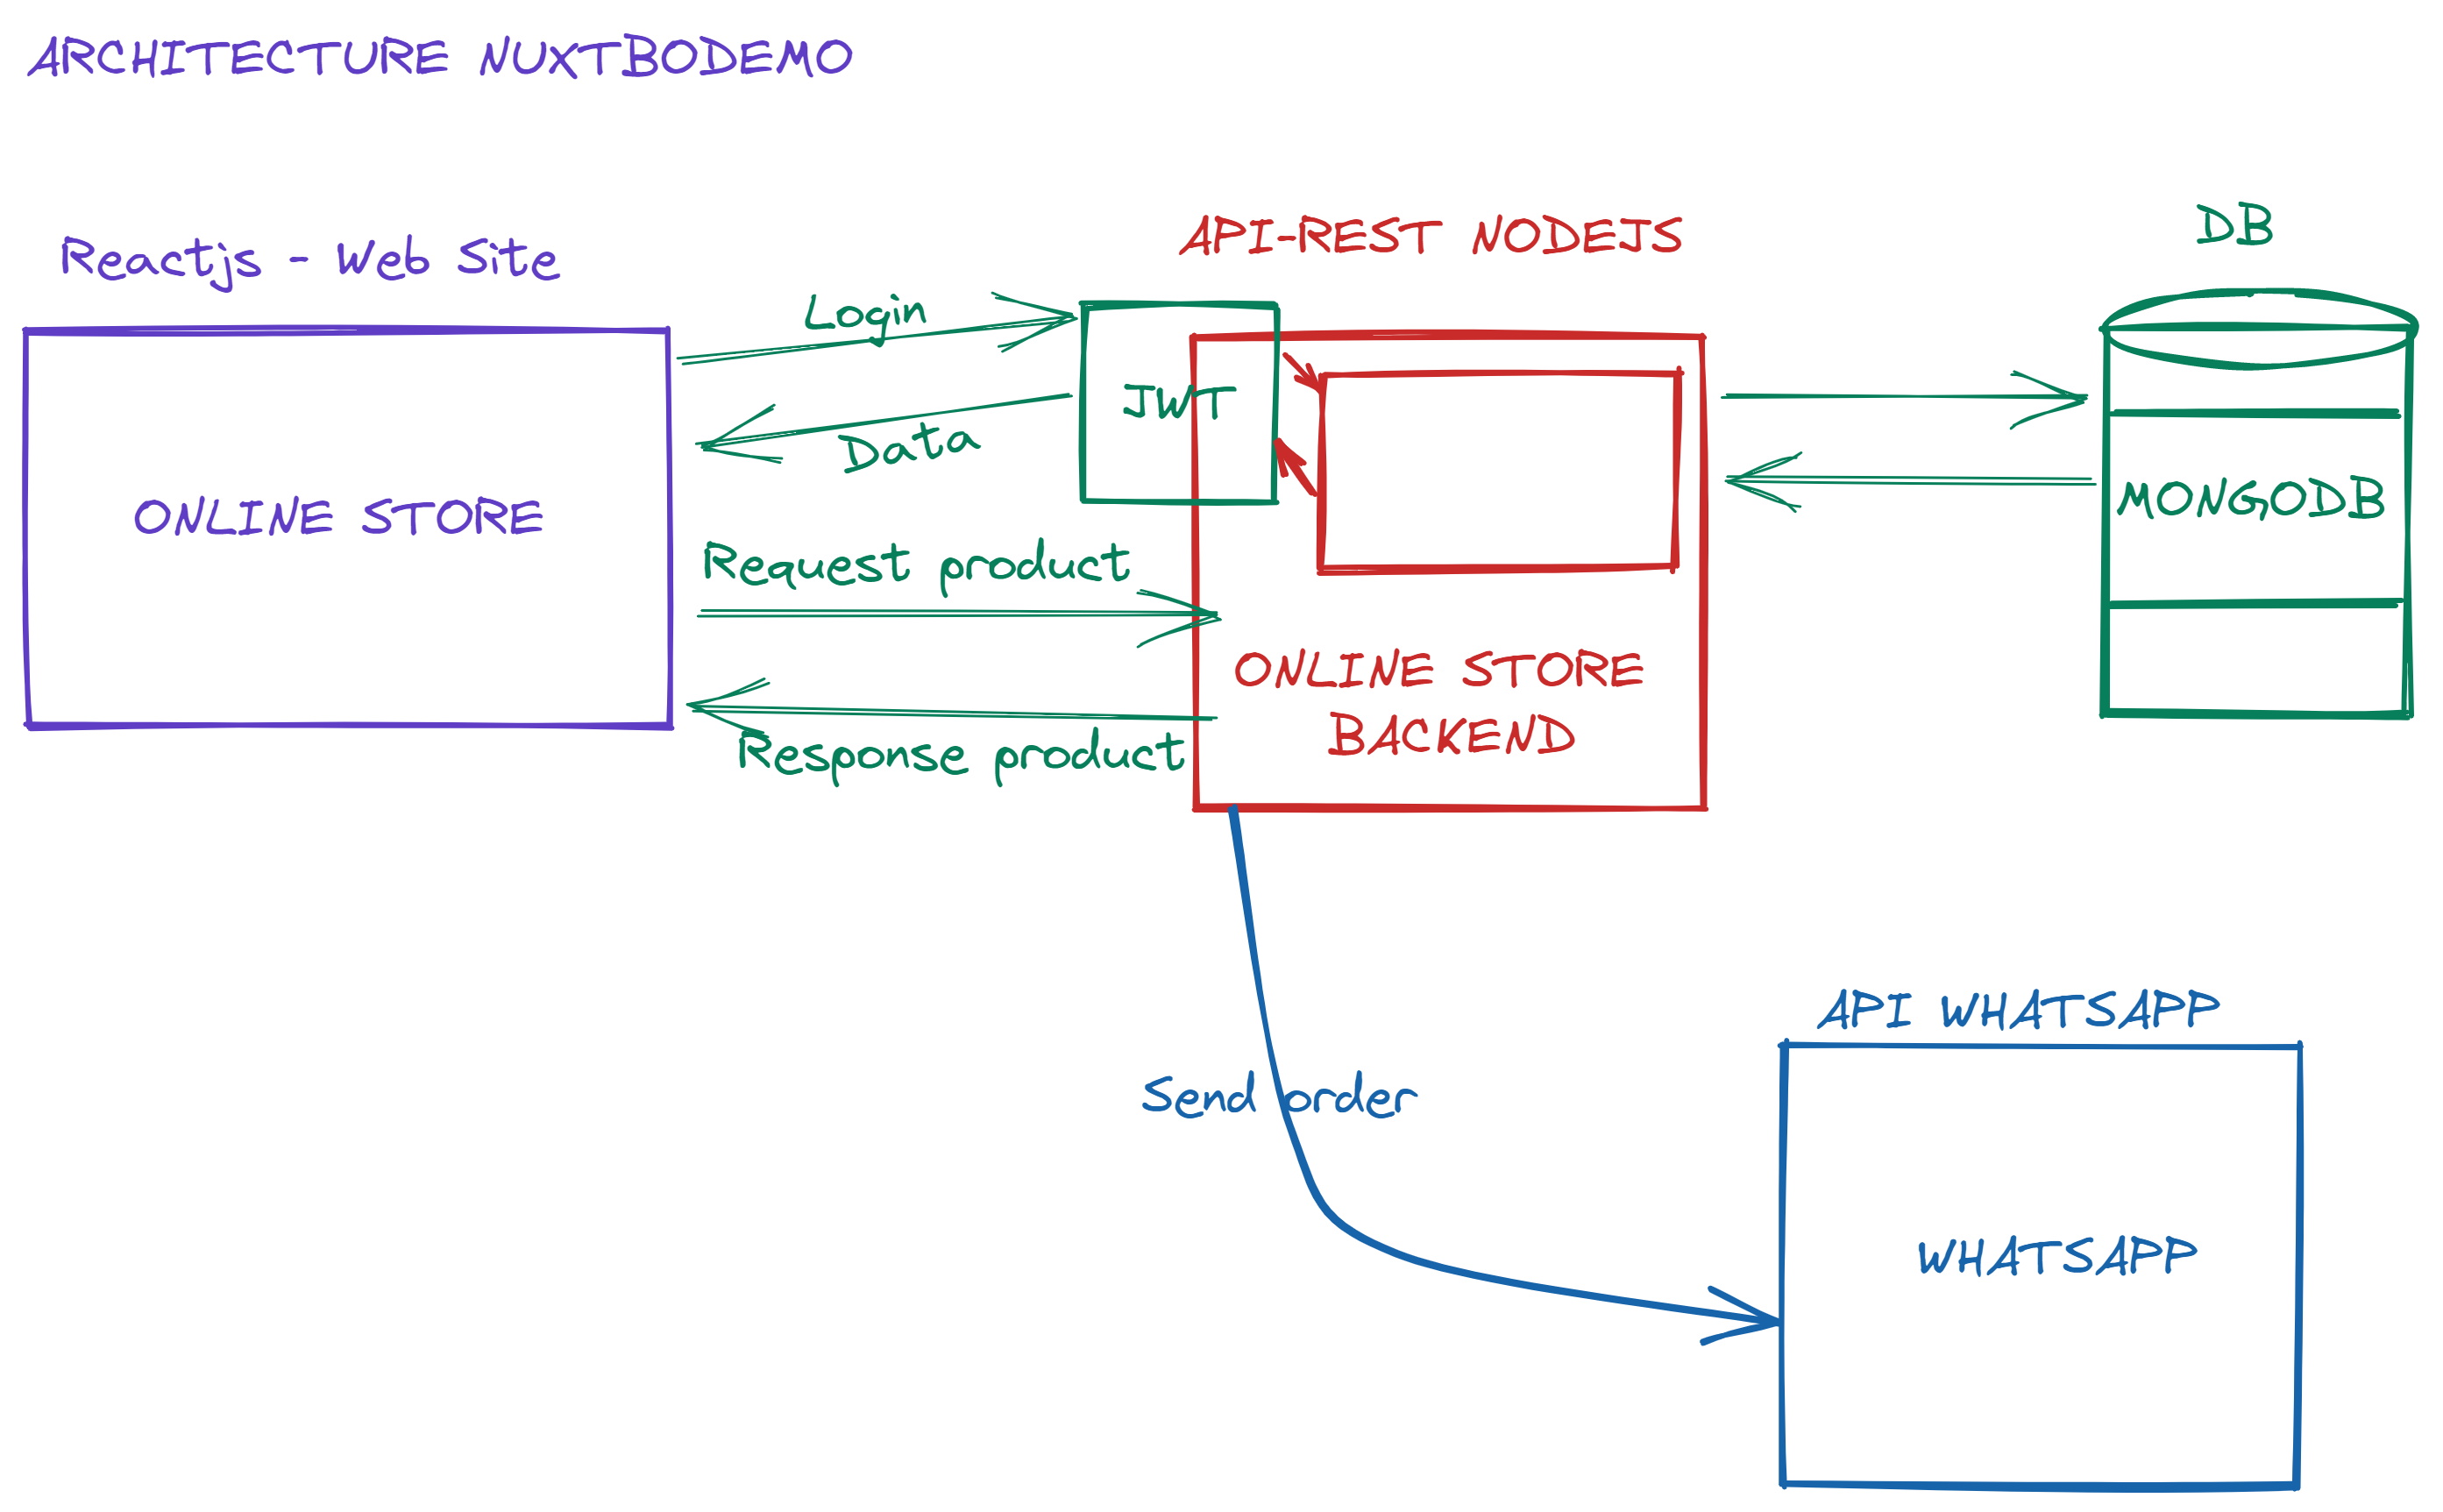 ARCHITECTURE NUXTBODEMO
Reactjs - Web Site
API-REST NODEJS
DB
Login
JWT
Data
ONLINE STORE
MONGODB
Request product
ONLINE STORE
BACKEND
Response product
API WHATSAPP
Send order
WHATSAPP